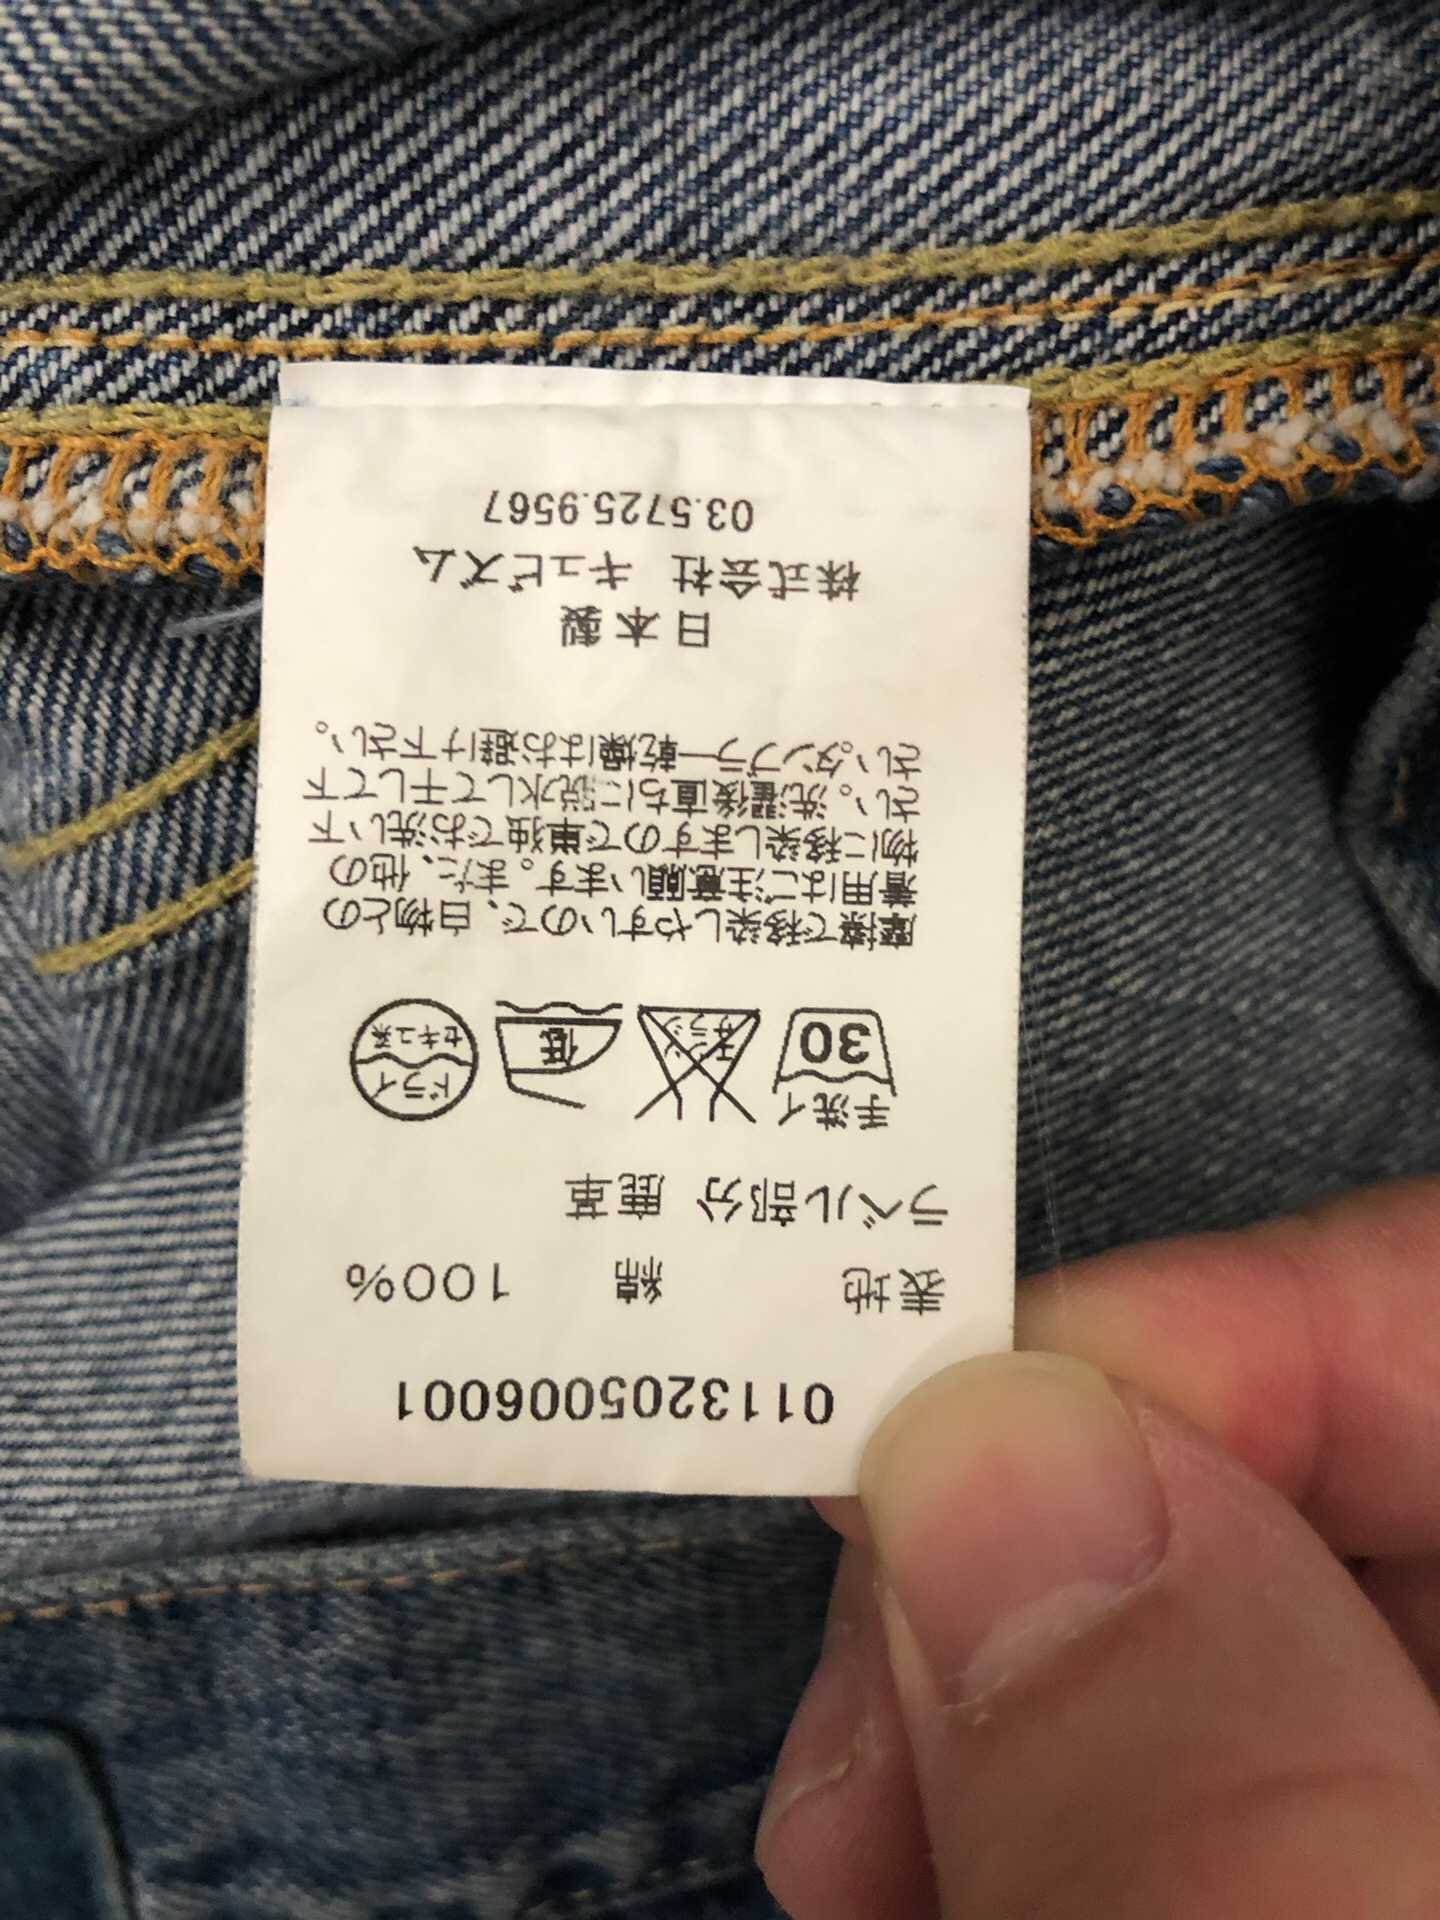 0113205006001
表地 綿 100%
ラベル部分 鹿革
手洗イ
30
エンソ
サラシ
低
ドライ
セキユ系
摩擦で移染しやすいので、白物との
着用はご注意願います。また、他の
物に移染しますので単独でお洗い下
さい。洗濯後直ちに脱水して干して下
さい。タンブラー乾燥はお避け下さい。
日本製
株式会社 キュビズム
03.5725.9567